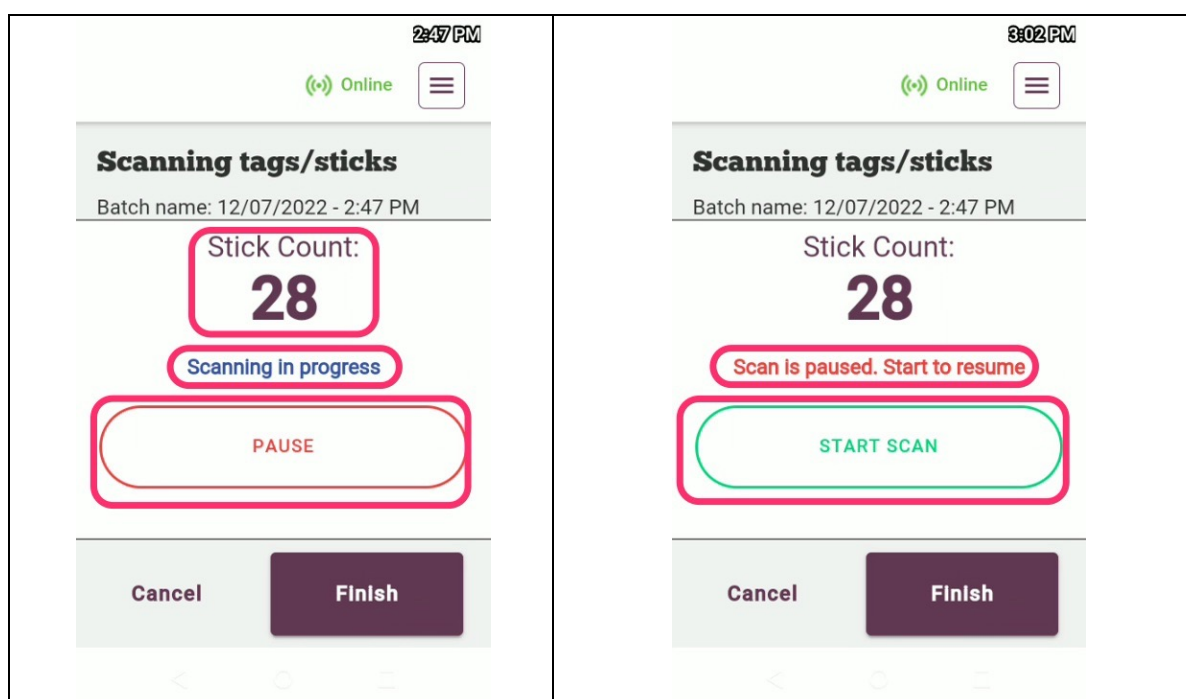 2:47 PM
Online
Scanning tags/sticks
Batch name: 12/07/2022 - 2:47 PM
Stick Count:
28
Scanning in progress
PAUSE
Cancel
Finish
3:02 PM
Online
Scanning tags/sticks
Batch name: 12/07/2022 - 2:47 PM
Stick Count:
28
Scan is paused. Start to resume
START SCAN
Cancel
Finish